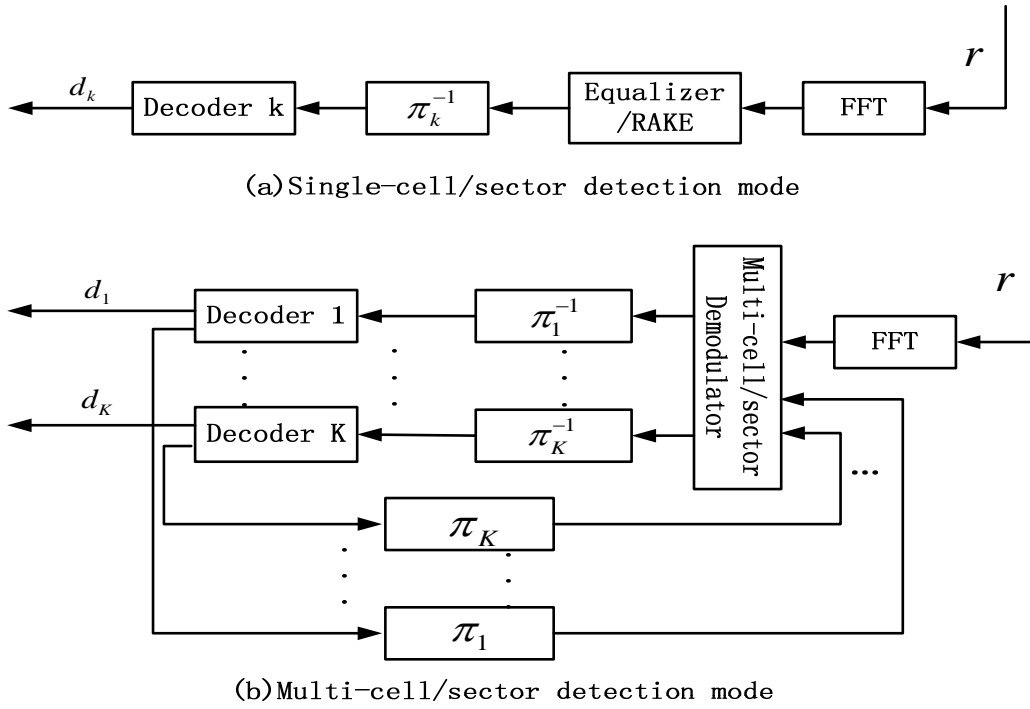 r
d_k
Decoder k
π_k^{-1}
Equalizer
/RAKE
FFT
(a)Single-cell/sector detection mode
r
d_1
Decoder 1
π_1^{-1}
Multi-cell/sector
Demodulator
FFT
d_K
Decoder K
π_K^{-1}
...
π_K
π_1
(b)Multi-cell/sector detection mode